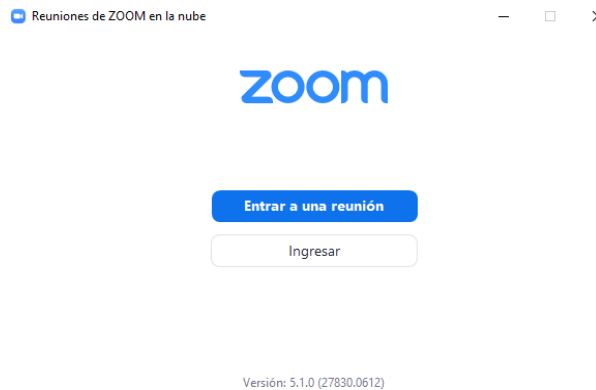 Reuniones de ZOOM en la nube
zoom
Entrar a una reunión
Ingresar
Versión: 5.1.0 (27830.0612)